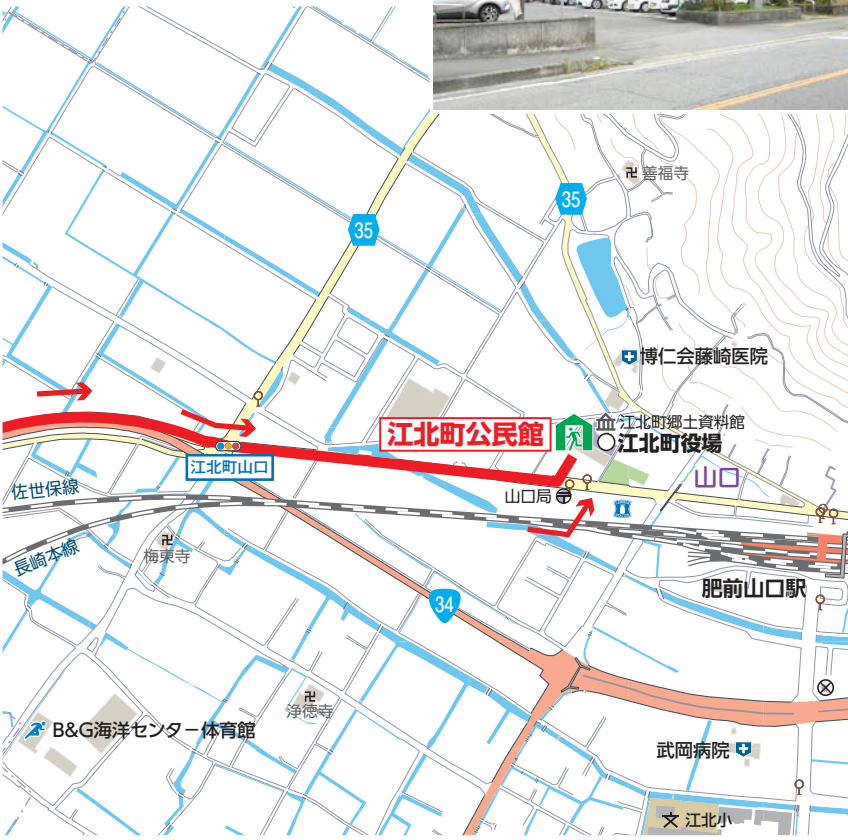 善福寺
35
35
博仁会藤崎医院
江北町公民館
江北町郷土資料館
江北町役場
江北町山口
山口
佐世保線
山口局
長崎本線
梅東寺
肥前山口駅
34
浄徳寺
B&G海洋センター体育館
武岡病院
文 江北小